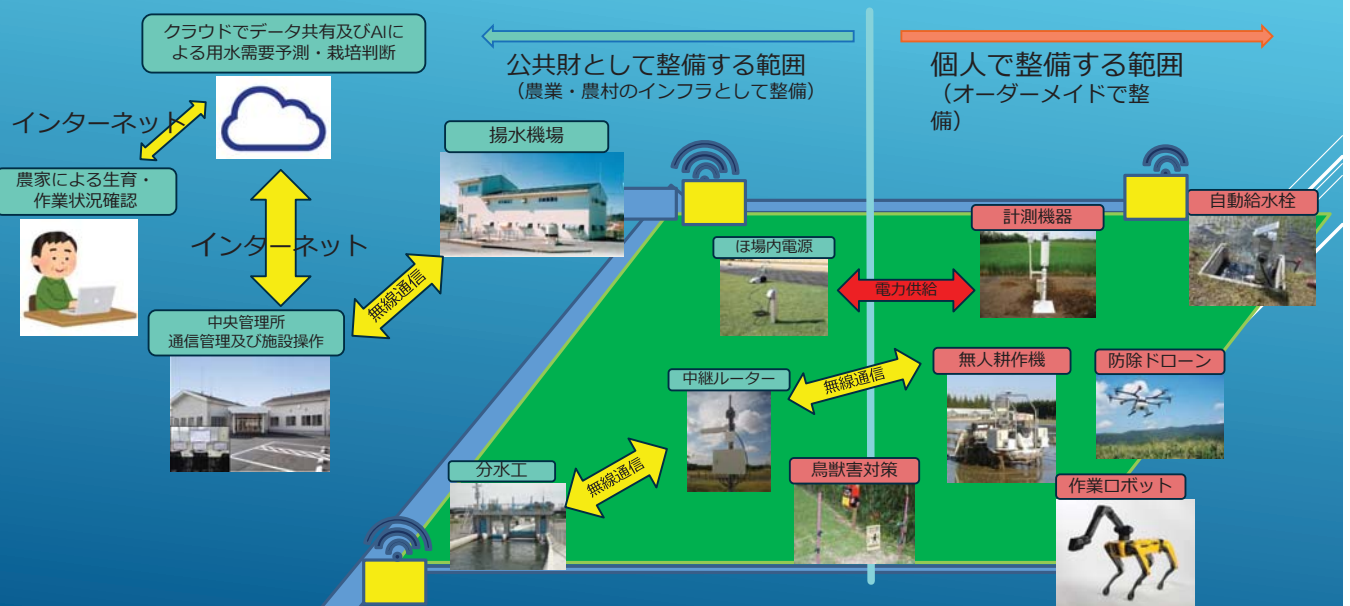 クラウドでデータ共有及びAIに
よる用水需要予測・栽培判断
公共財として整備する範囲
（農業・農村のインフラとして整備）
個人で整備する範囲
（オーダーメイドで整
備）
インターネット
揚水機場
農家による生育・
作業状況確認
自動給水栓
計測機器
インターネット
ほ場内電源
無線通信
電力供給
中央管理所
通信管理及び施設操作
無人耕作機
防除ドローン
中継ルーター
無線通信
分水工
無線通信
鳥獣害対策
作業ロボット